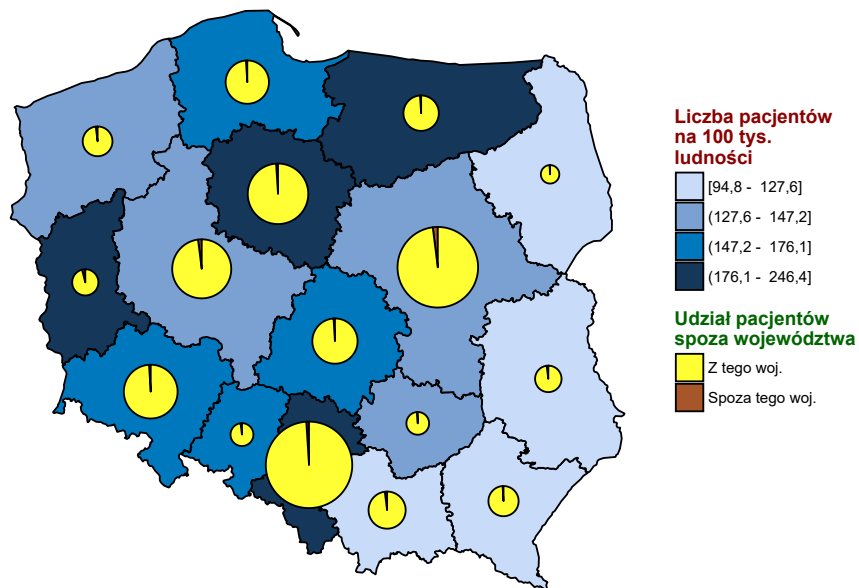 Liczba pacjentów
na 100 tys.
ludności
[94,8 - 127,6]
(127,6 - 147,2]
(147,2 - 176,1]
(176,1 - 246,4]
Udział pacjentów
spoza województwa
Z tego woj.
Spoza tego woj.